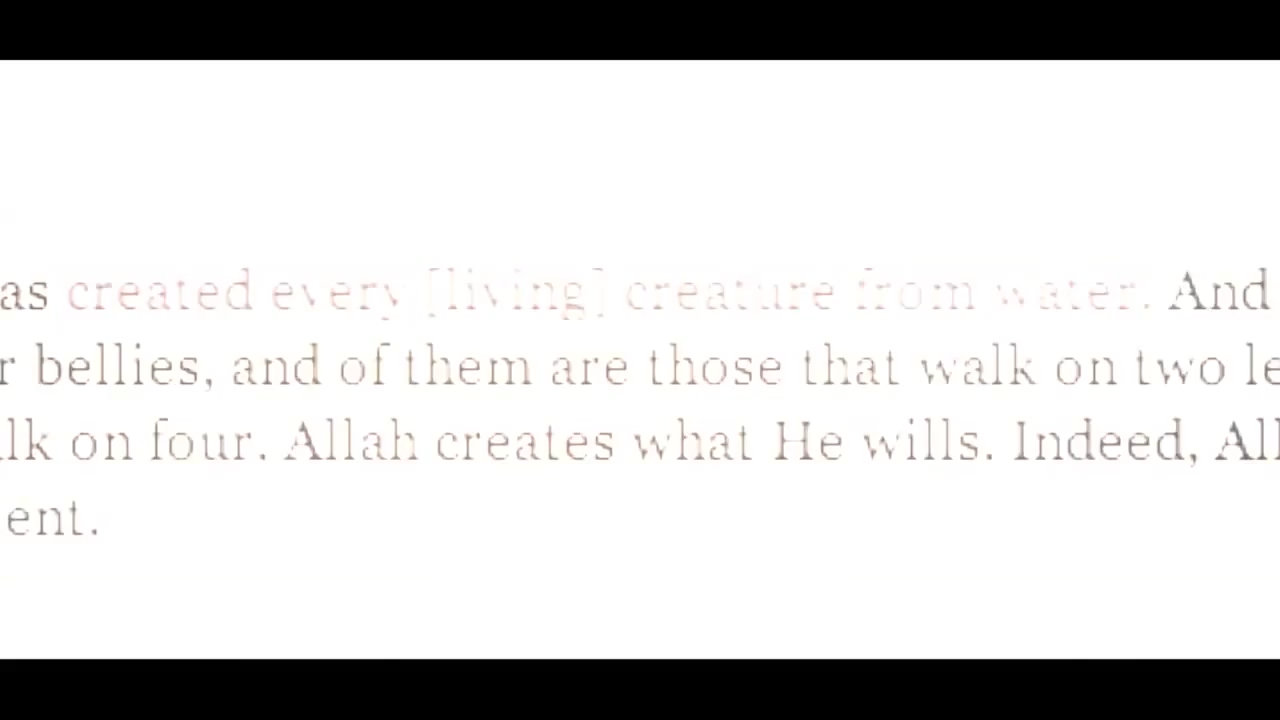 as created every [living] creature from water. And
r bellies, and of them are those that walk on two le
lk on four. Allah creates what He wills. Indeed, All
ent.